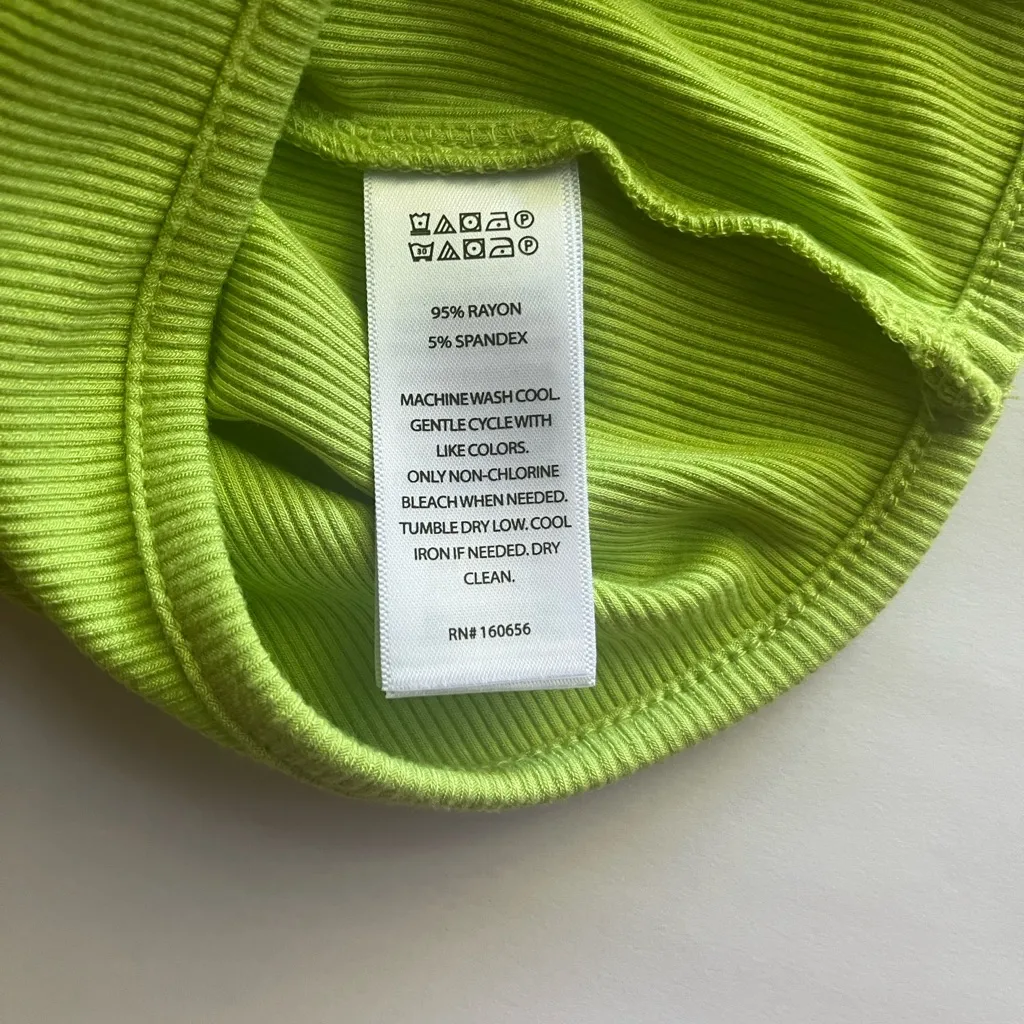 P
30 P
95% RAYON
5% SPANDEX
MACHINE WASH COOL.
GENTLE CYCLE WITH
LIKE COLORS.
ONLY NON-CHLORINE
BLEACH WHEN NEEDED.
TUMBLE DRY LOW. COOL
IRON IF NEEDED. DRY
CLEAN.
RN# 160656